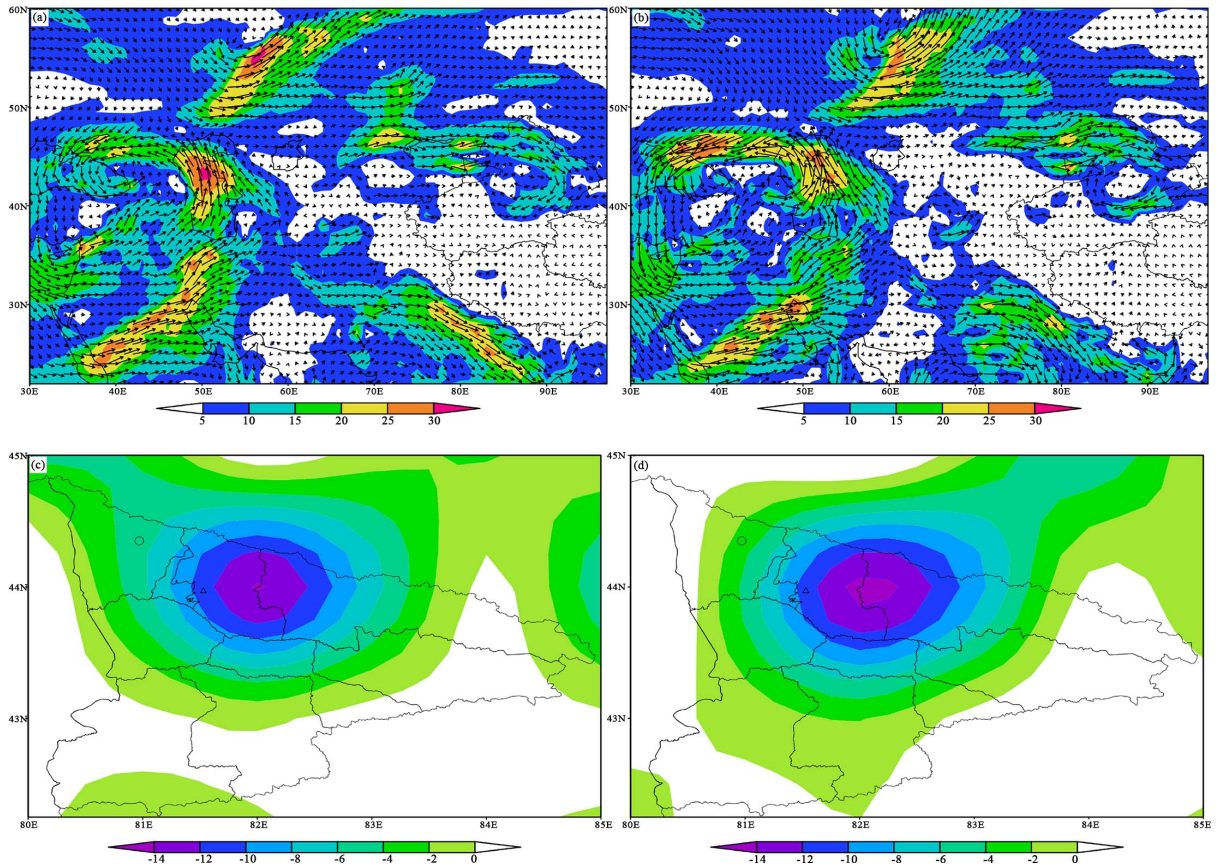 60N (a)
50N
40N
30N
30E 40E 50E 60E 70E 80E 90E
5 10 15 20 25 30
60N (b)
50N
40N
30N
30E 40E 50E 60E 70E 80E 90E
5 10 15 20 25 30
45N (c)
44N
43N
80E 81E 82E 83E 84E 85E
-14 -12 -10 -8 -6 -4 -2 0
45N (d)
44N
43N
80E 81E 82E 83E 84E 85E
-14 -12 -10 -8 -6 -4 -2 0